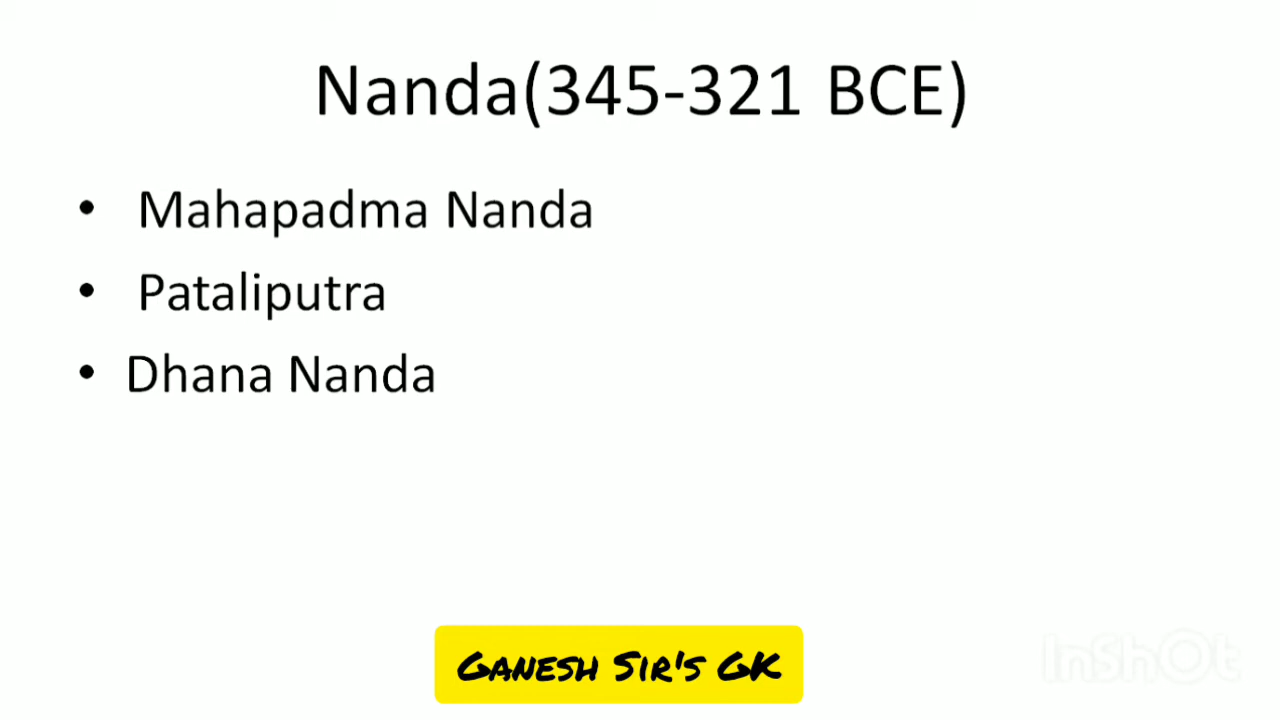 Nanda(345-321 BCE)
• Mahapadma Nanda
• Pataliputra
• Dhana Nanda
Ganesh Sir's GK
InShOt